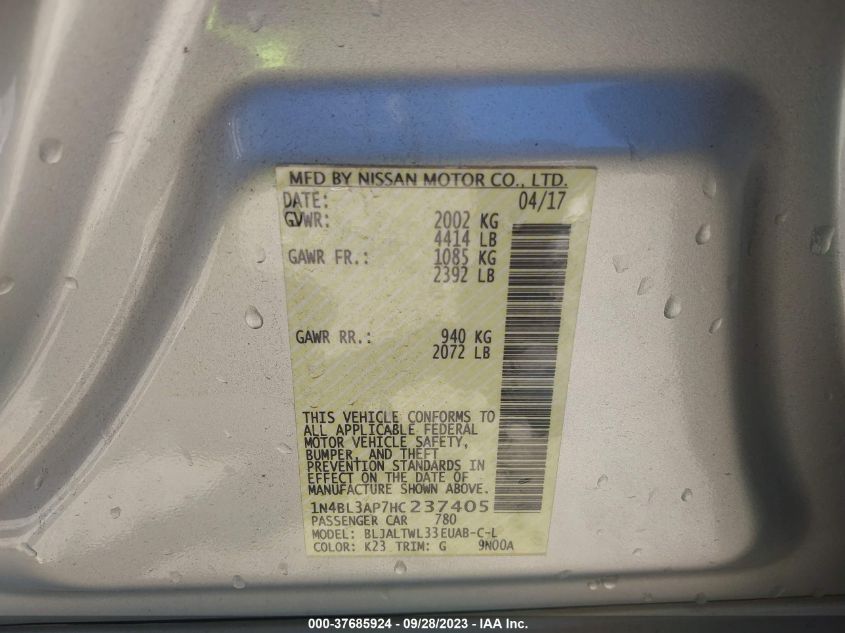 MFD BY NISSAN MOTOR CO., LTD.
DATE: 04/17
GVWR: 2002 KG
4414 LB
GAWR FR.: 1085 KG
2392 LB
GAWR RR.: 940 KG
2072 LB
THIS VEHICLE CONFORMS TO
ALL APPLICABLE FEDERAL
MOTOR VEHICLE SAFETY,
BUMPER, AND THEFT
PREVENTION STANDARDS IN
EFFECT ON THE DATE OF
MANUFACTURE SHOWN ABOVE.
1N4BL3AP7HC237405
PASSENGER CAR 780
MODEL: BLJALTWL33EUAB-C-L
COLOR: K23 TRIM: G 9N00A
000-37685924 - 09/28/2023 - IAA Inc.